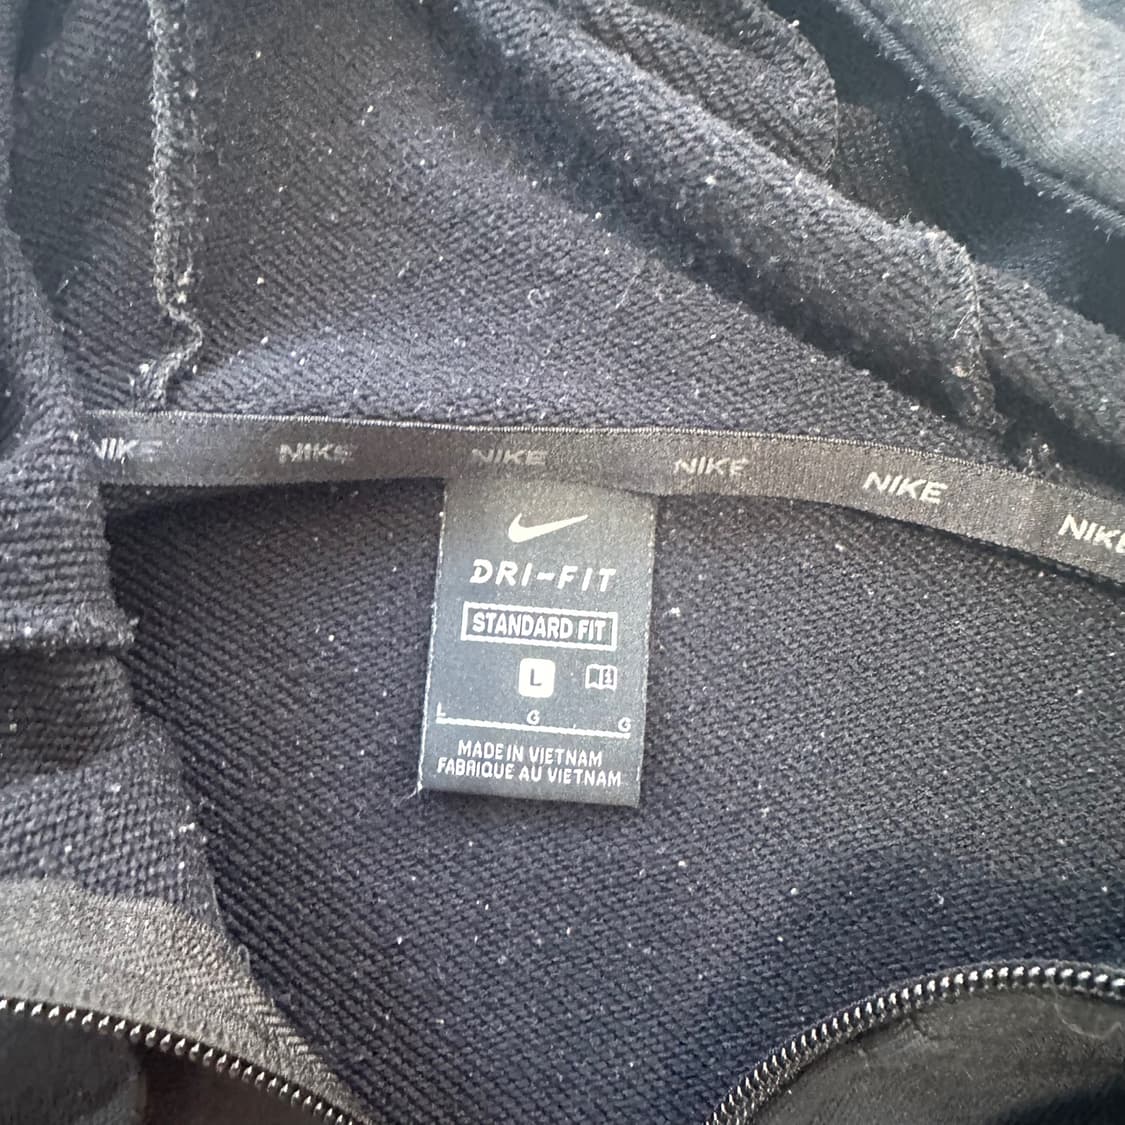 NIKE NIKE NIKE NIKE NIKE NIKE
DRI-FIT
STANDARD FIT
L
L G G
MADE IN VIETNAM
FABRIQUE AU VIETNAM